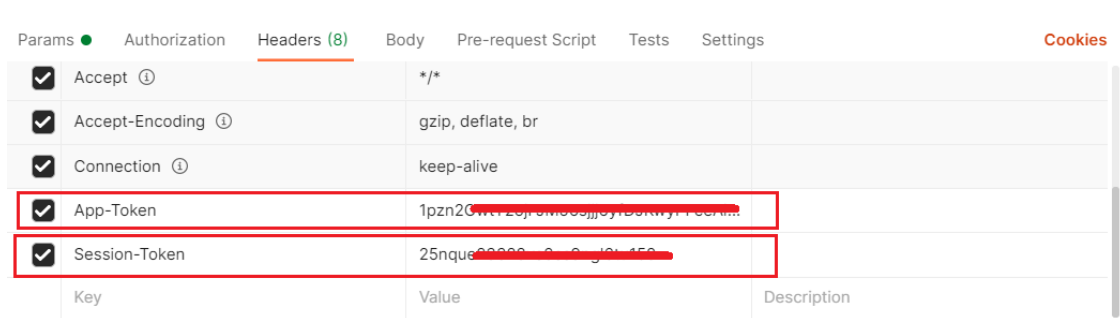 Params Authorization Headers (8) Body Pre-request Script Tests Settings Cookies
Accept */*
Accept-Encoding gzip, deflate, br
Connection keep-alive
App-Token
Session-Token
Key Value Description